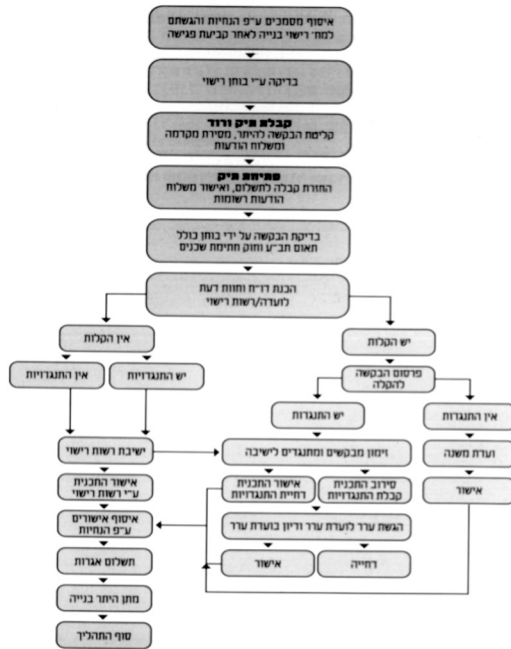 איסוף מסמכים ע״פ הנחיות והגשתם
למח׳ רישוי בנייה לאחר קביעת פגישה
בדיקה ע״י בוחן רישוי
קבלת תיק ורוד
קליטת הבקשה להיתר, מסירת מקדמה
ומשלוח הודעות
פתיחת תיק
החזרת קבלה לתשלום, ואישור משלוח
הודעות רשומות
בדיקת הבקשה על ידי בוחן כולל
תאום תב״ע וחוק חתימת שכנים
הכנת דו״ח וחוות דעת
לועדה/רשות רישוי
יש הקלות
אין הקלות
פרסום הבקשה
להקלה
יש התנגדויות
אין התנגדויות
אין התנגדות
יש התנגדות
ועדת משנה
זימון מבקשים ומתנגדים לישיבה
ישיבת רשות רישוי
אישור
סירוב התכנית
קבלת התנגדויות
אישור התכנית
רחיית התנגדויות
אישור התכנית
ע״י רשות רישוי
הגשת ערר לועדת ערר ודיון בועדת ערר
איסוף אישורים
ע״פ הנחיות
דחייה
אישור
תשלום אגרות
מתן היתר בנייה
סוף התהליך